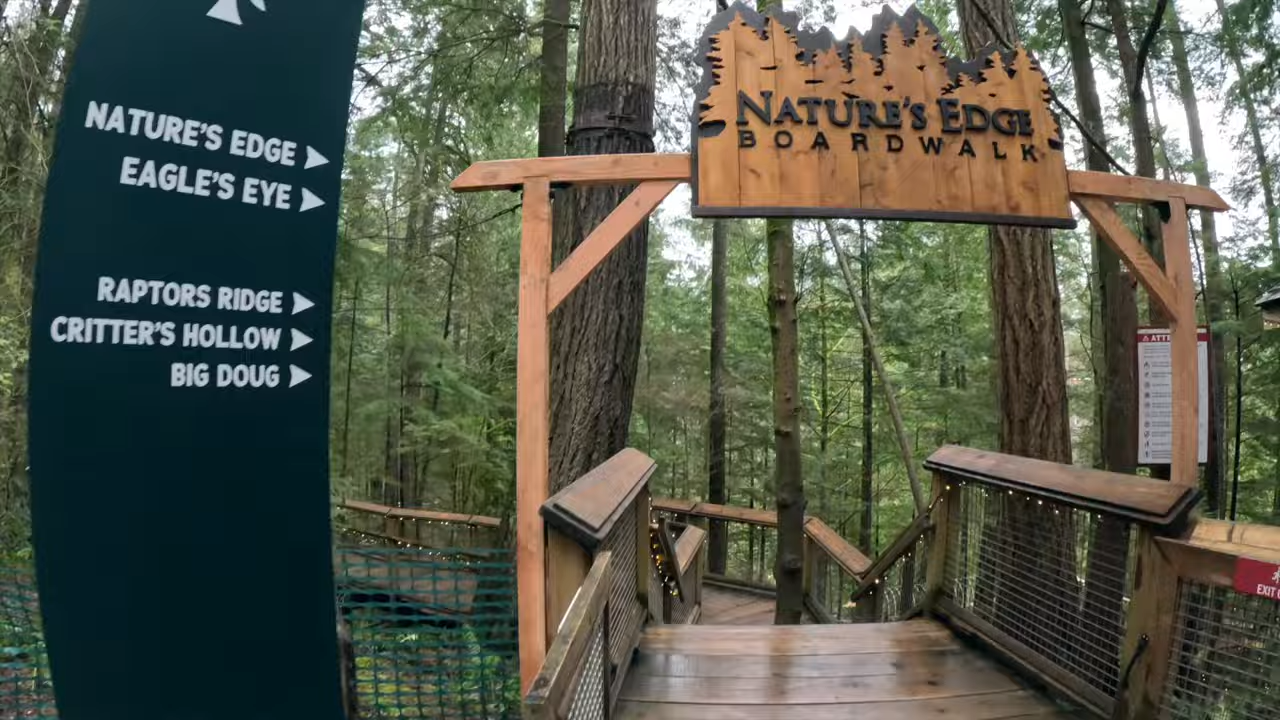 NATURE'S EDGE
EAGLE'S EYE
RAPTORS RIDGE
CRITTER'S HOLLOW
BIG DOUG
NATURE'S EDGE
BOARDWALK
EXIT